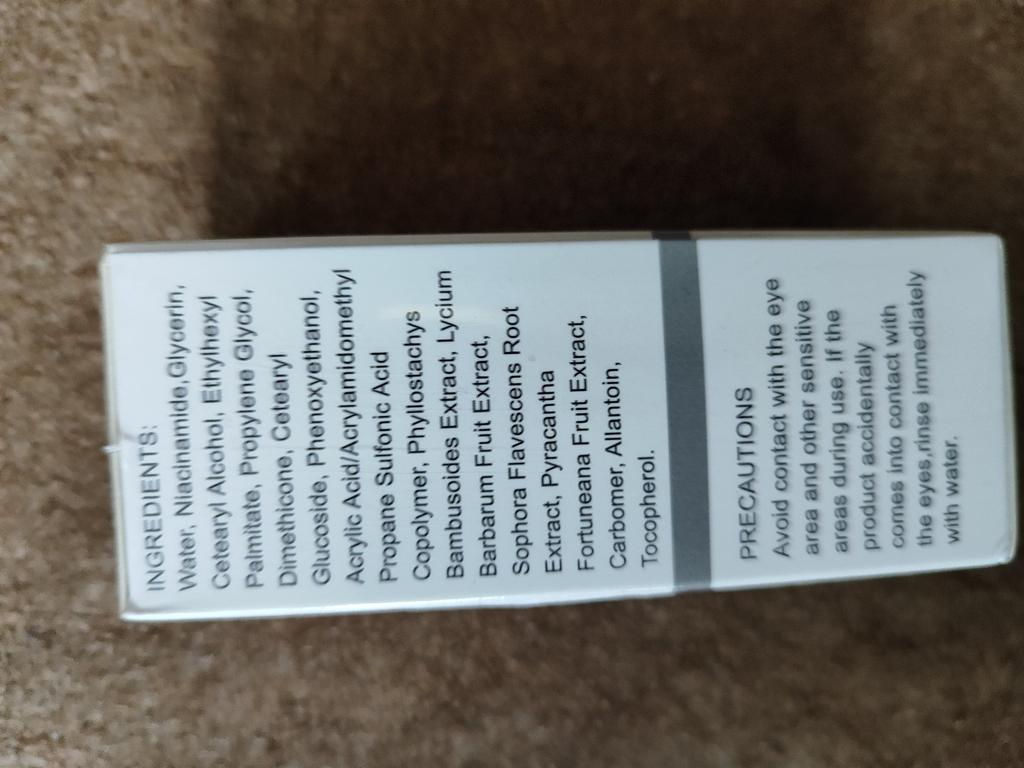 INGREDIENTS:
Water, Niacinamide,Glycerin,
Cetearyl Alcohol, Ethylhexyl
Palmitate, Propylene Glycol,
Dimethicone, Cetearyl
Glucoside, Phenoxyethanol,
Acrylic Acid/Acrylamidomethyl
Propane Sulfonic Acid
Copolymer, Phyllostachys
Bambusoides Extract, Lycium
Barbarum Fruit Extract,
Sophora Flavescens Root
Extract, Pyracantha
Fortuneana Fruit Extract,
Carbomer, Allantoin,
Tocopherol.
PRECAUTIONS
Avoid contact with the eye
area and other sensitive
areas during use. If the
product accidentally
comes into contact with
the eyes,rinse immediately
with water.